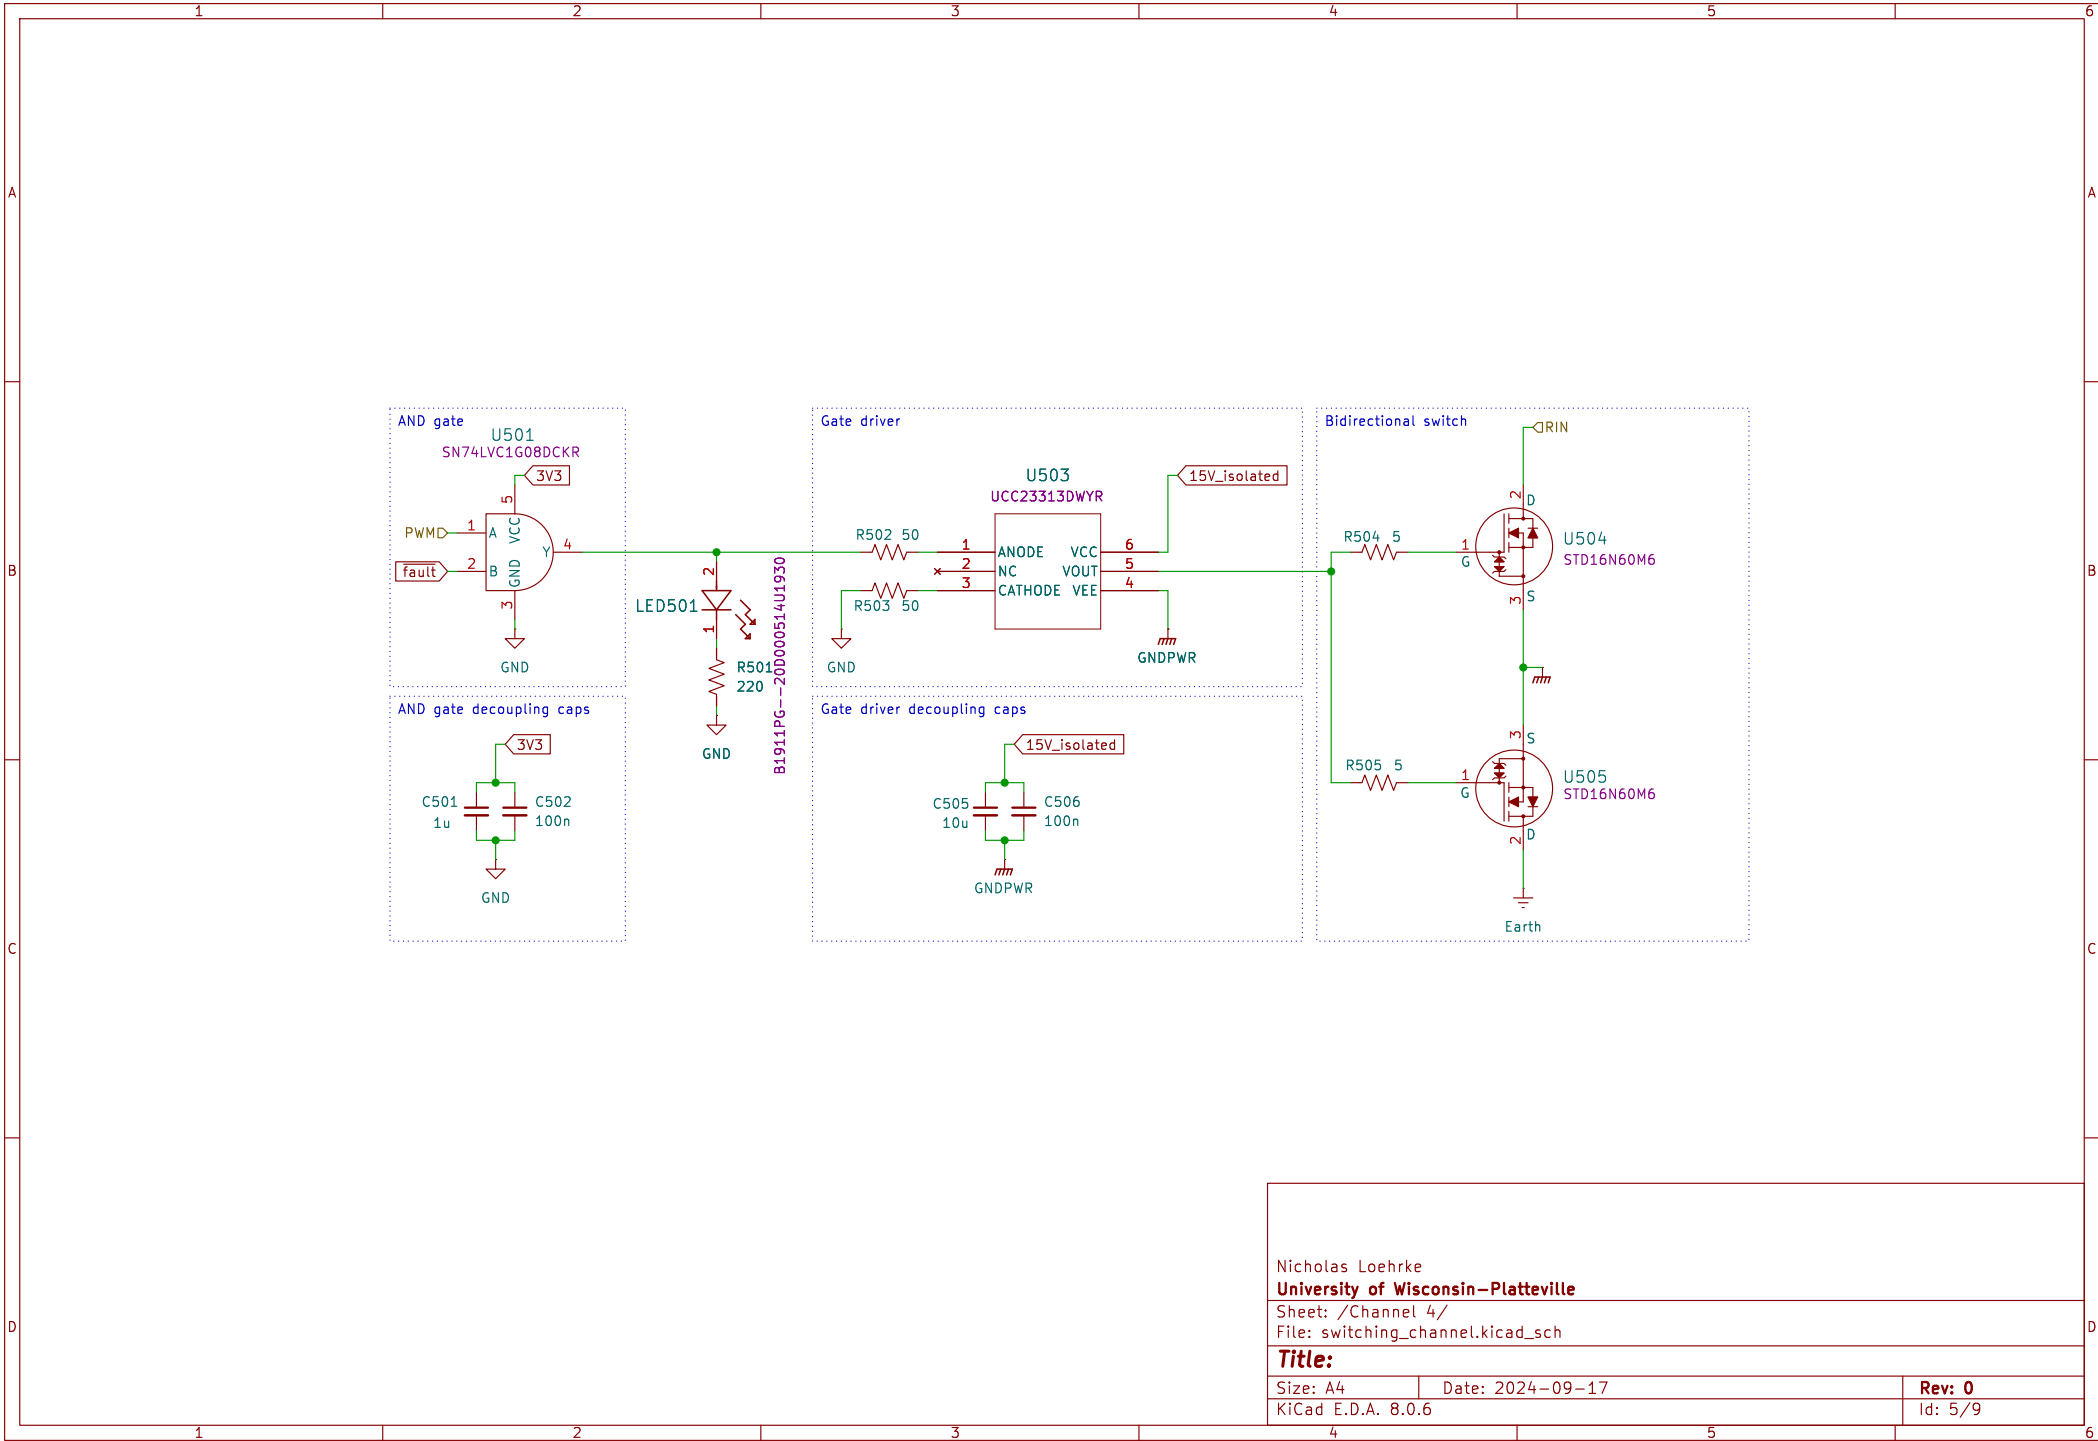 1 2 3 4 5 6
A A
B B
C C
D D
AND gate
U501
SN74LVC1G08DCKR
3V3
5
VCC
PWM
1
A
Y
4
fault
2
B
GND
3
GND
2
LED501
1
B1911PG--20D000514U1930
R501
220
GND
Gate driver
U503
UCC23313DWYR
15V_isolated
R502 50
1
ANODE
VCC
6
2
NC
VOUT
5
3
CATHODE
VEE
4
R503 50
GND
GNDPWR
Bidirectional switch
RIN
2
D
R504 5
1
G
U504
STD16N60M6
S
3
3
S
R505 5
1
G
U505
STD16N60M6
D
2
Earth
AND gate decoupling caps
3V3
C501
1u
C502
100n
GND
Gate driver decoupling caps
15V_isolated
C505
10u
C506
100n
GNDPWR
Nicholas Loehrke
University of Wisconsin-Platteville
Sheet: /Channel 4/
File: switching_channel.kicad_sch
Title:
Size: A4
Date: 2024-09-17
Rev: 0
KiCad E.D.A. 8.0.6
Id: 5/9
1 2 3 4 5 6